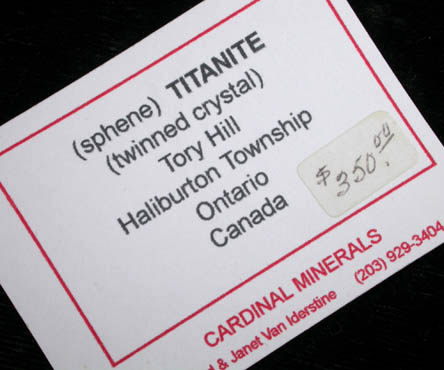 (sphene) TITANITE
(twinned crystal)
Tory Hill
Haliburton Township
Ontario
Canada
$350.00
CARDINAL MINERALS
& Janet Van Iderstine (203) 929-3404